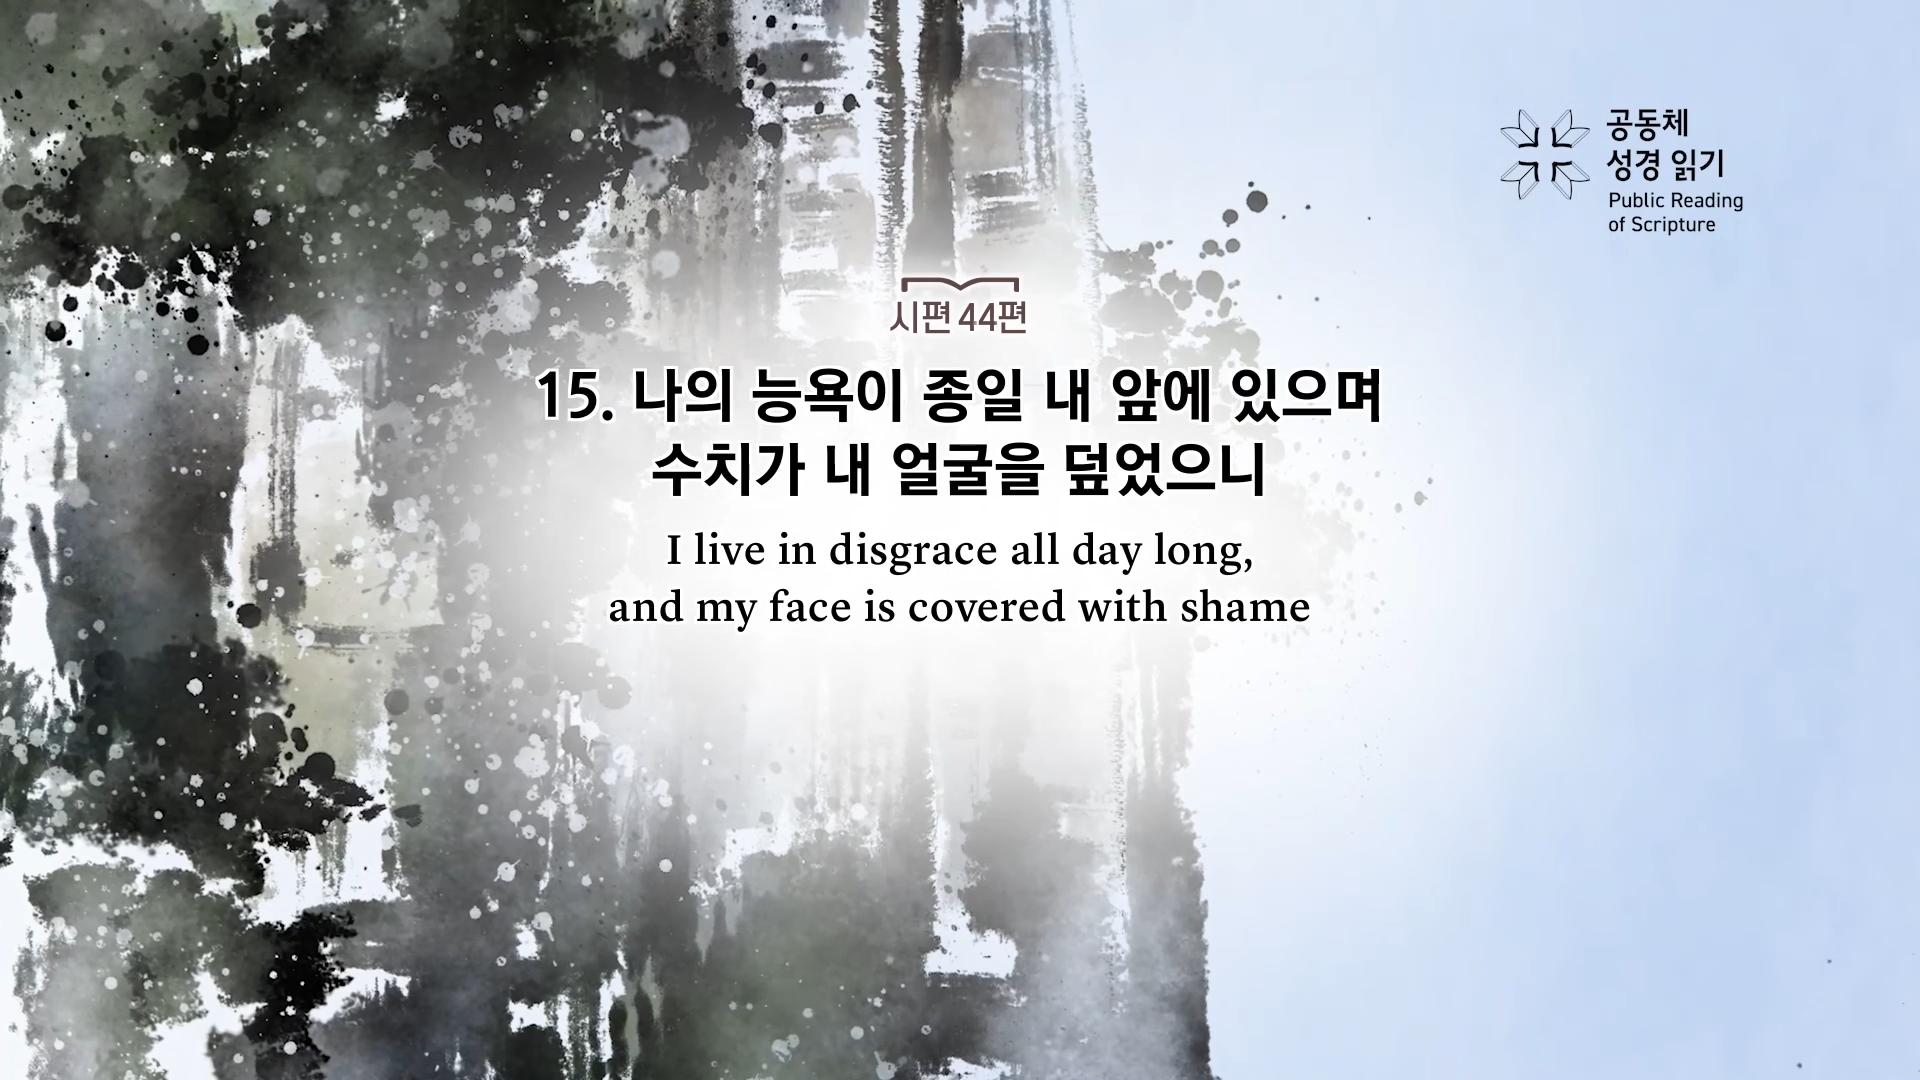 공동체
성경 읽기
Public Reading
of Scripture
시편 44편
15. 나의 능욕이 종일 내 앞에 있으며
수치가 내 얼굴을 덮었으니
I live in disgrace all day long,
and my face is covered with shame